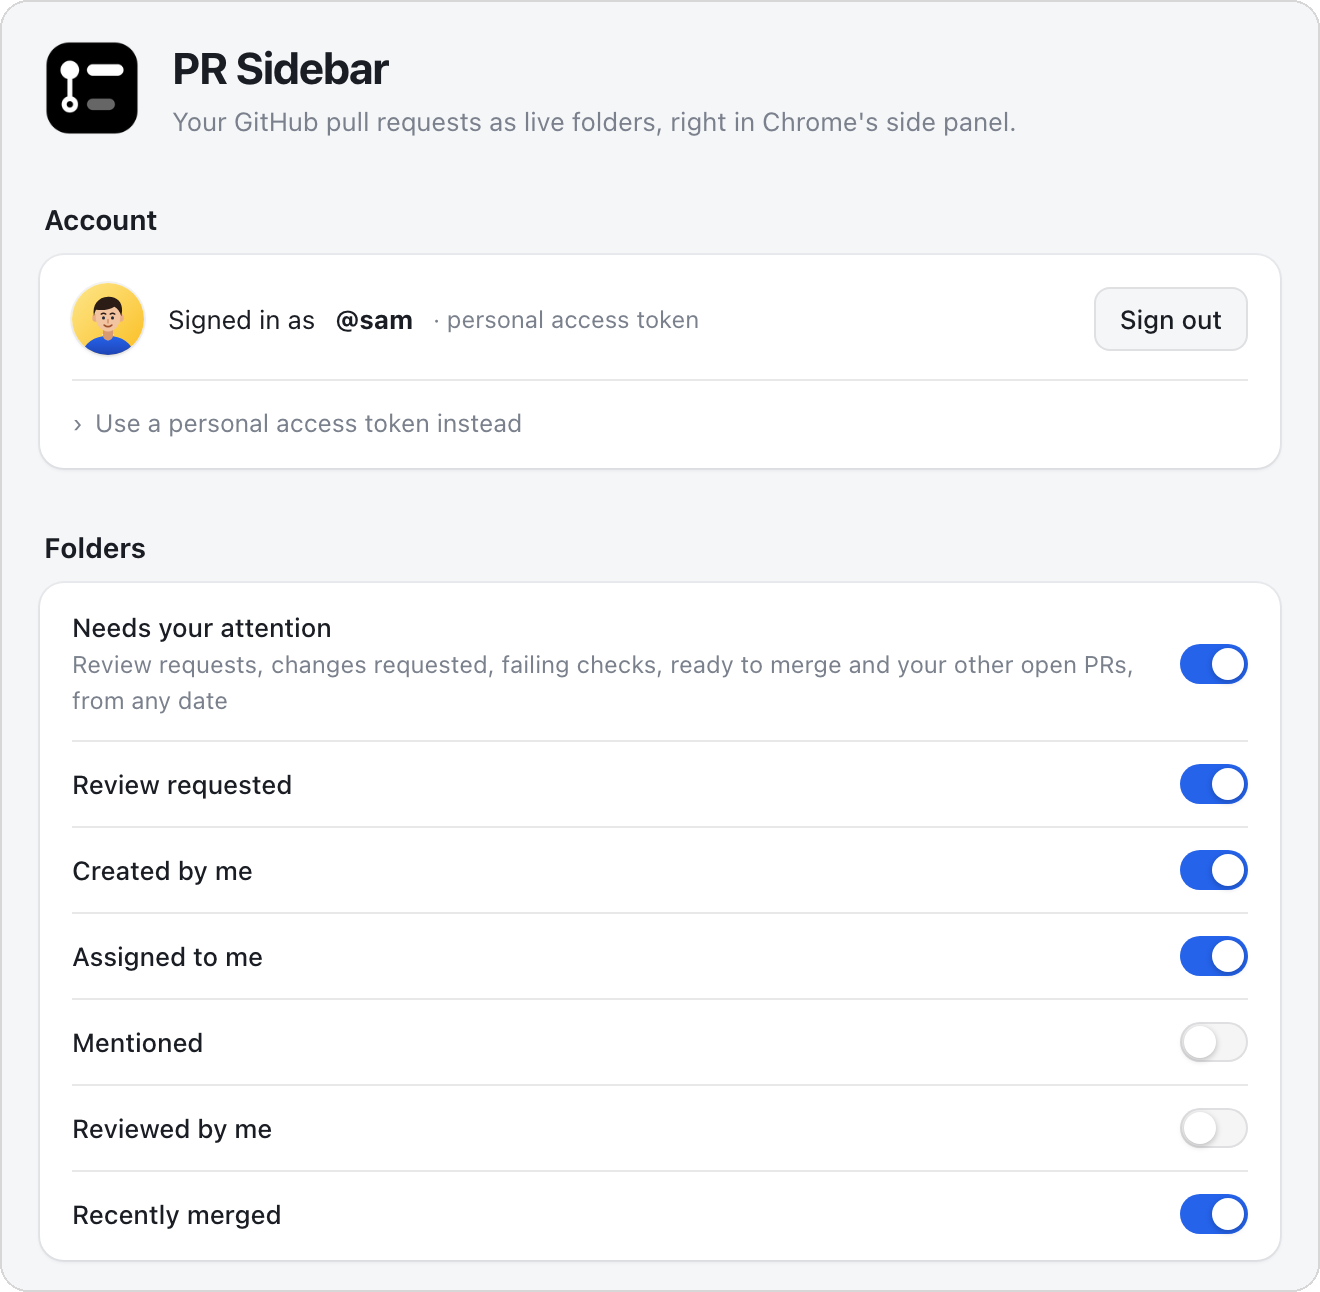 PR Sidebar
Your GitHub pull requests as live folders, right in Chrome's side panel.
Account
Signed in as @sam · personal access token
Sign out
› Use a personal access token instead
Folders
Needs your attention
Review requests, changes requested, failing checks, ready to merge and your other open PRs,
from any date
Review requested
Created by me
Assigned to me
Mentioned
Reviewed by me
Recently merged